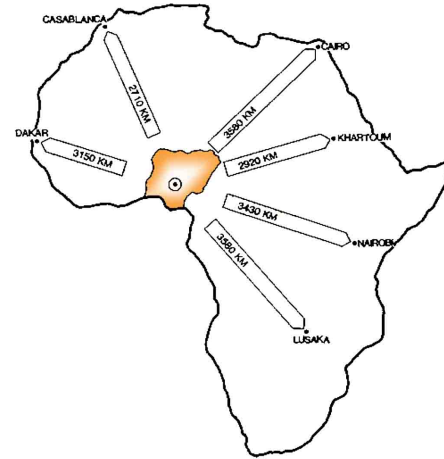 CASABLANCA
CAIRO
2710 KM
3580 KM
DAKAR
3150 KM
2920 KM
KHARTOUM
3430 KM
NAIROBI
3580 KM
LUSAKA